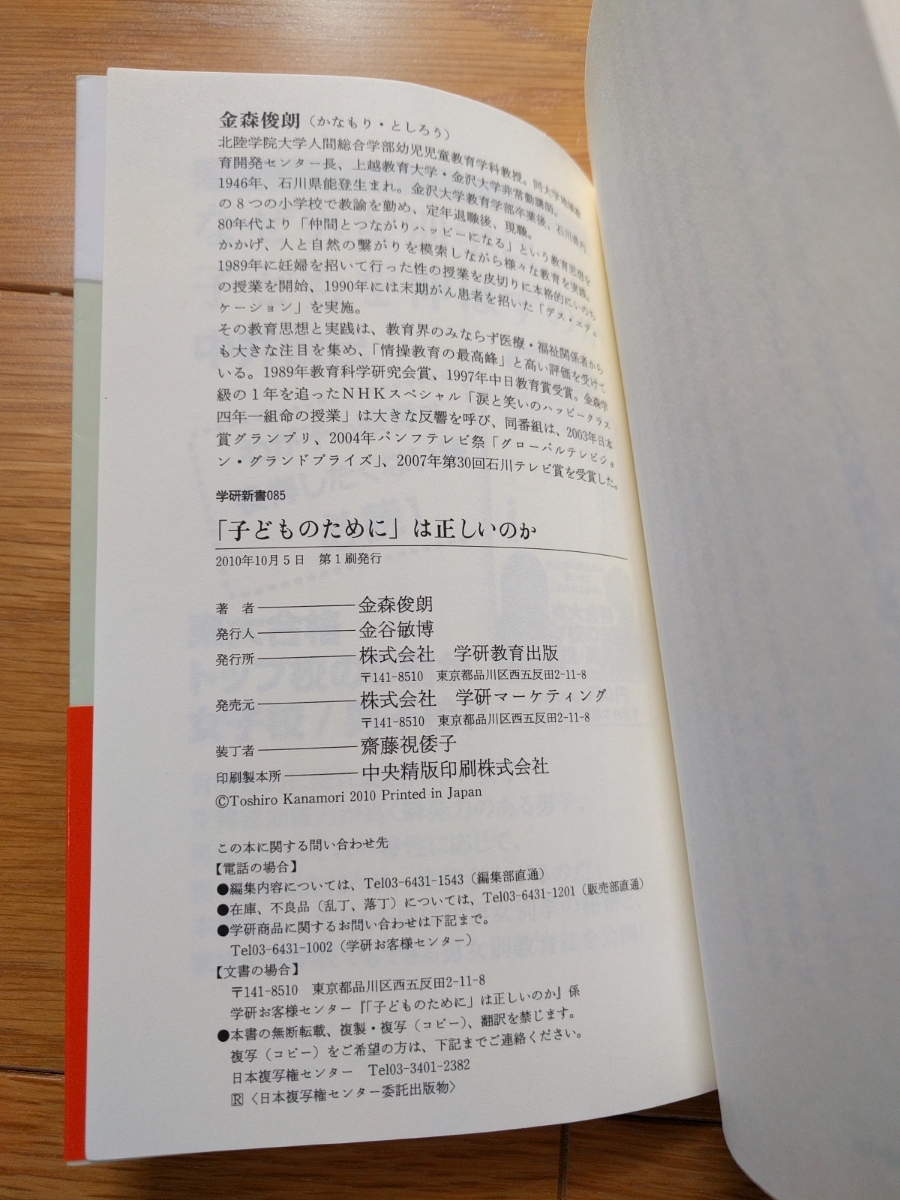 金森俊朗（かなもり・としろう）
北陸学院大学人間総合学部幼児児童教育学科教授。同大学地域教
育開発センター長、上越教育大学・金沢大学非常勤講師。
1946年、石川県能登生まれ。金沢大学教育学部卒業後、石川県内
の8つの小学校で教諭を勤め、定年退職後、現職。
80年代より「仲間とつながりハッピーになる」という教育思想を
かかげ、人と自然の繋がりを模索しながら様々な教育を実践。
1989年に妊婦を招いて行った性の授業を皮切りに本格的にいのち
の授業を開始、1990年には末期がん患者を招いた「デス・エデュ
ケーション」を実施。
その教育思想と実践は、教育界のみならず医療・福祉関係者から
も大きな注目を集め、「情操教育の最高峰」と高い評価を受けて
いる。1989年教育科学研究会賞、1997年中日教育賞受賞。金森学
級の1年を追ったNHKスペシャル「涙と笑いのハッピークラス
四年一組命の授業」は大きな反響を呼び、同番組は、2003年日本
賞グランプリ、2004年バンフテレビ祭「グローバルテレビジョ
ン・グランドプライズ」、2007年第30回石川テレビ賞を受賞した。
学研新書085
「子どものために」は正しいのか
2010年10月5日 第1刷発行
著 者 金森俊朗
発行人 金谷敏博
発行所 株式会社 学研教育出版
〒141-8510 東京都品川区西五反田2-11-8
発売元 株式会社 学研マーケティング
〒141-8510 東京都品川区西五反田2-11-8
装丁者 齋藤視倭子
印刷製本所 中央精版印刷株式会社
©Toshiro Kanamori 2010 Printed in Japan
この本に関する問い合わせ先
【電話の場合】
●編集内容については、Tel03-6431-1543（編集部直通）
●在庫、不良品（乱丁、落丁）については、Tel03-6431-1201（販売部直通）
●学研商品に関するお問い合わせは下記まで。
Tel03-6431-1002（学研お客様センター）
【文書の場合】
〒141-8510 東京都品川区西五反田2-11-8
学研お客様センター『「子どものために」は正しいのか』係
●本書の無断転載、複製・複写（コピー）、翻訳を禁じます。
複写（コピー）をご希望の方は、下記までご連絡ください。
日本複写権センター Tel03-3401-2382
🅁〈日本複写権センター委託出版物〉